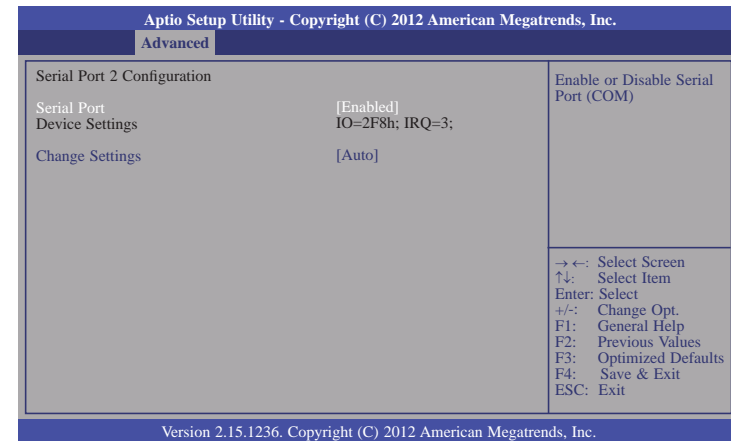 Aptio Setup Utility - Copyright (C) 2012 American Megatrends, Inc.
Advanced
Serial Port 2 Configuration
Serial Port [Enabled]
Device Settings IO=2F8h; IRQ=3;
Change Settings [Auto]
Enable or Disable Serial
Port (COM)
→←: Select Screen
↑↓: Select Item
Enter: Select
+/-: Change Opt.
F1: General Help
F2: Previous Values
F3: Optimized Defaults
F4: Save & Exit
ESC: Exit
Version 2.15.1236. Copyright (C) 2012 American Megatrends, Inc.